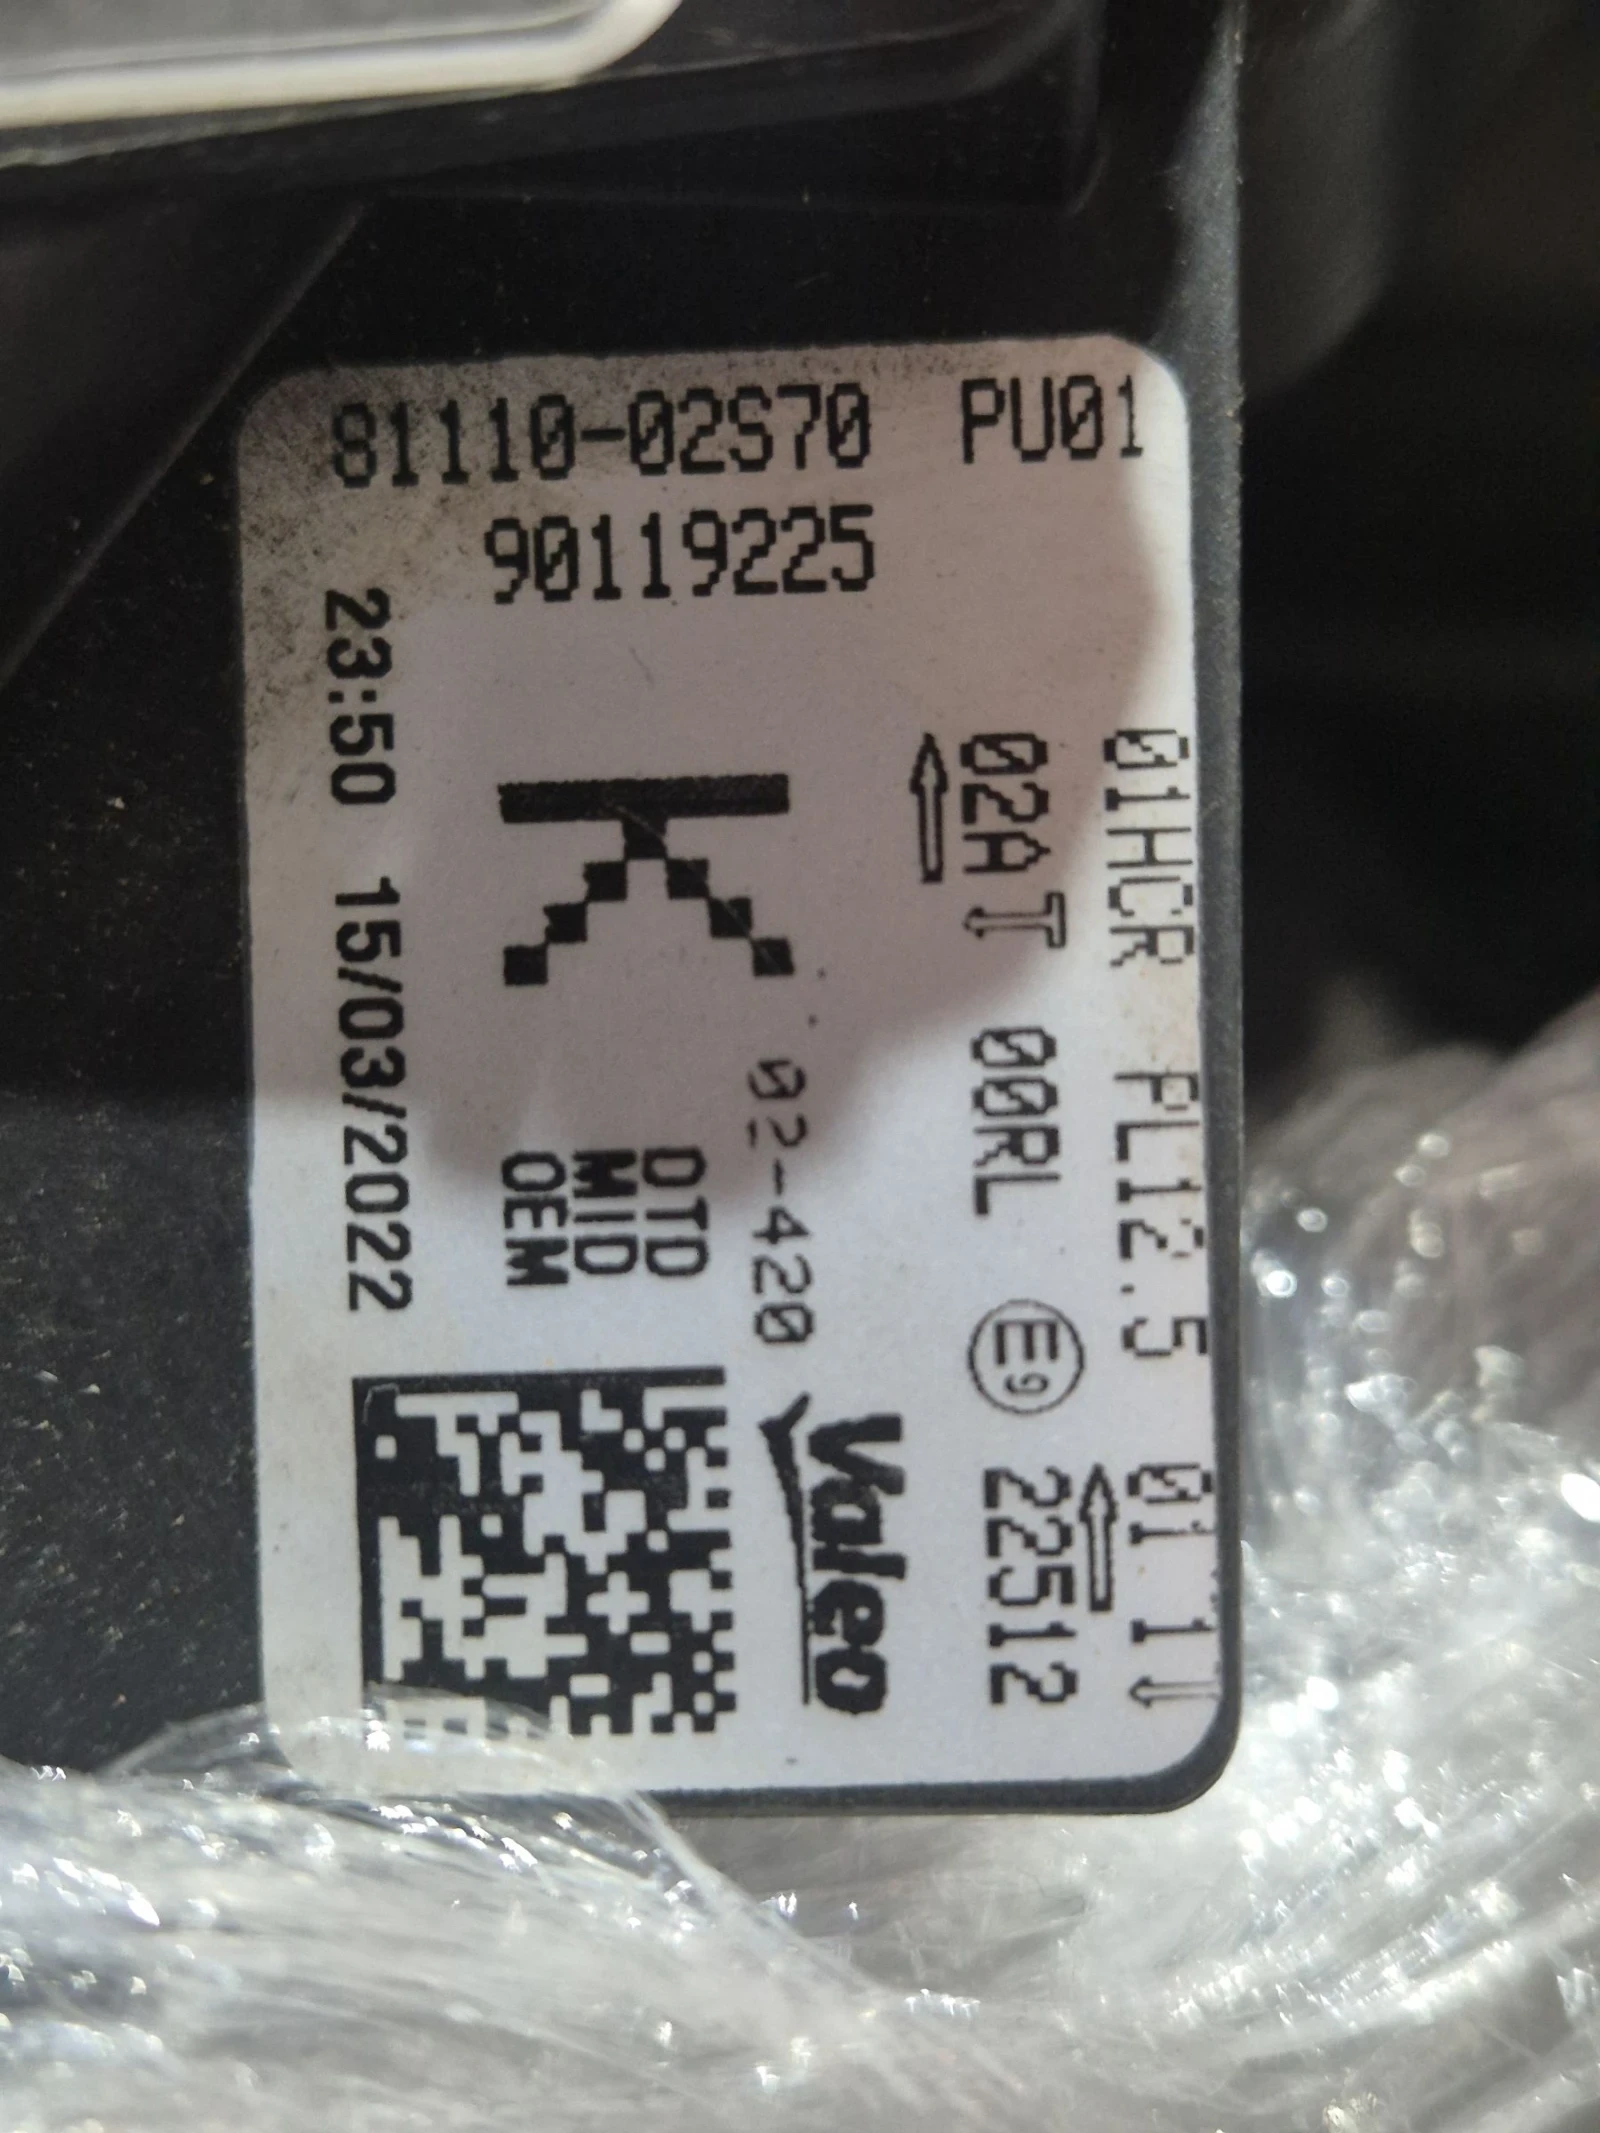 81110-02S70 PU01
90119225
01HCR PL12.5 01 1
02A 00RL E9 22512
K
02-420 Valeo
DTD
MID
OEM
23:50 15/03/2022